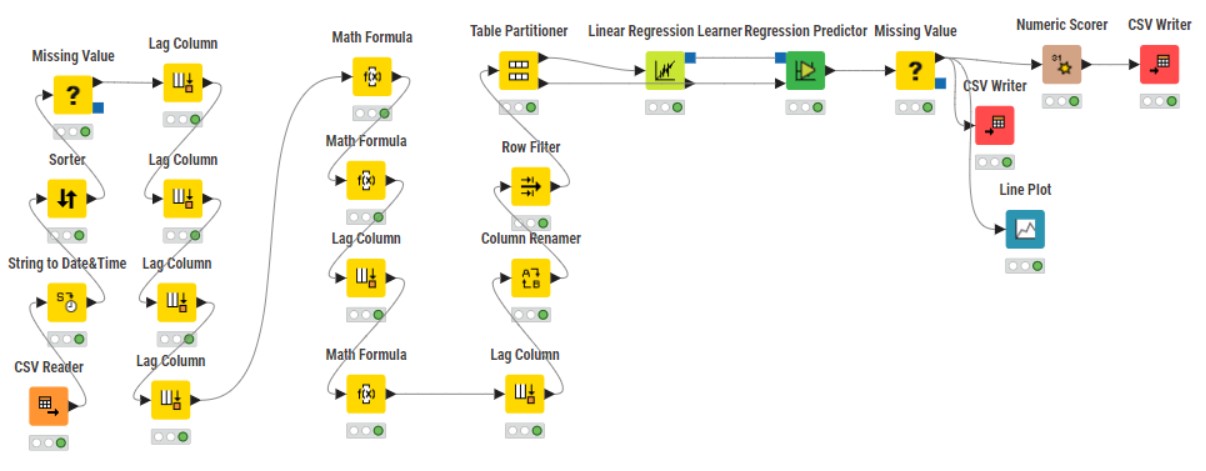 Missing Value
Lag Column
Math Formula
Table Partitioner
Linear Regression Learner
Regression Predictor
Missing Value
Numeric Scorer
CSV Writer
CSV Writer
Sorter
Lag Column
Math Formula
Row Filter
Line Plot
String to Date&Time
Lag Column
Lag Column
Column Renamer
CSV Reader
Lag Column
Math Formula
Lag Column